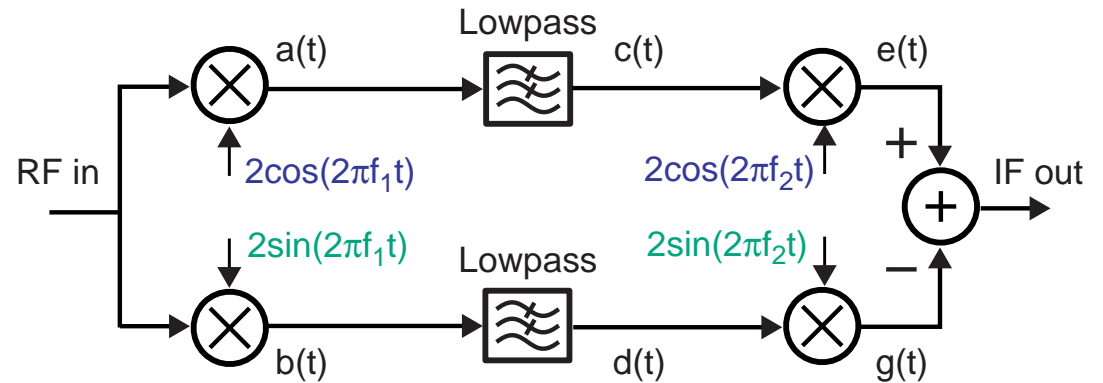 Lowpass
a(t)
c(t)
e(t)
+
RF in
2cos(2πf₁t)
2cos(2πf₂t)
IF out
+
2sin(2πf₁t)
2sin(2πf₂t)
Lowpass
−
b(t)
d(t)
g(t)